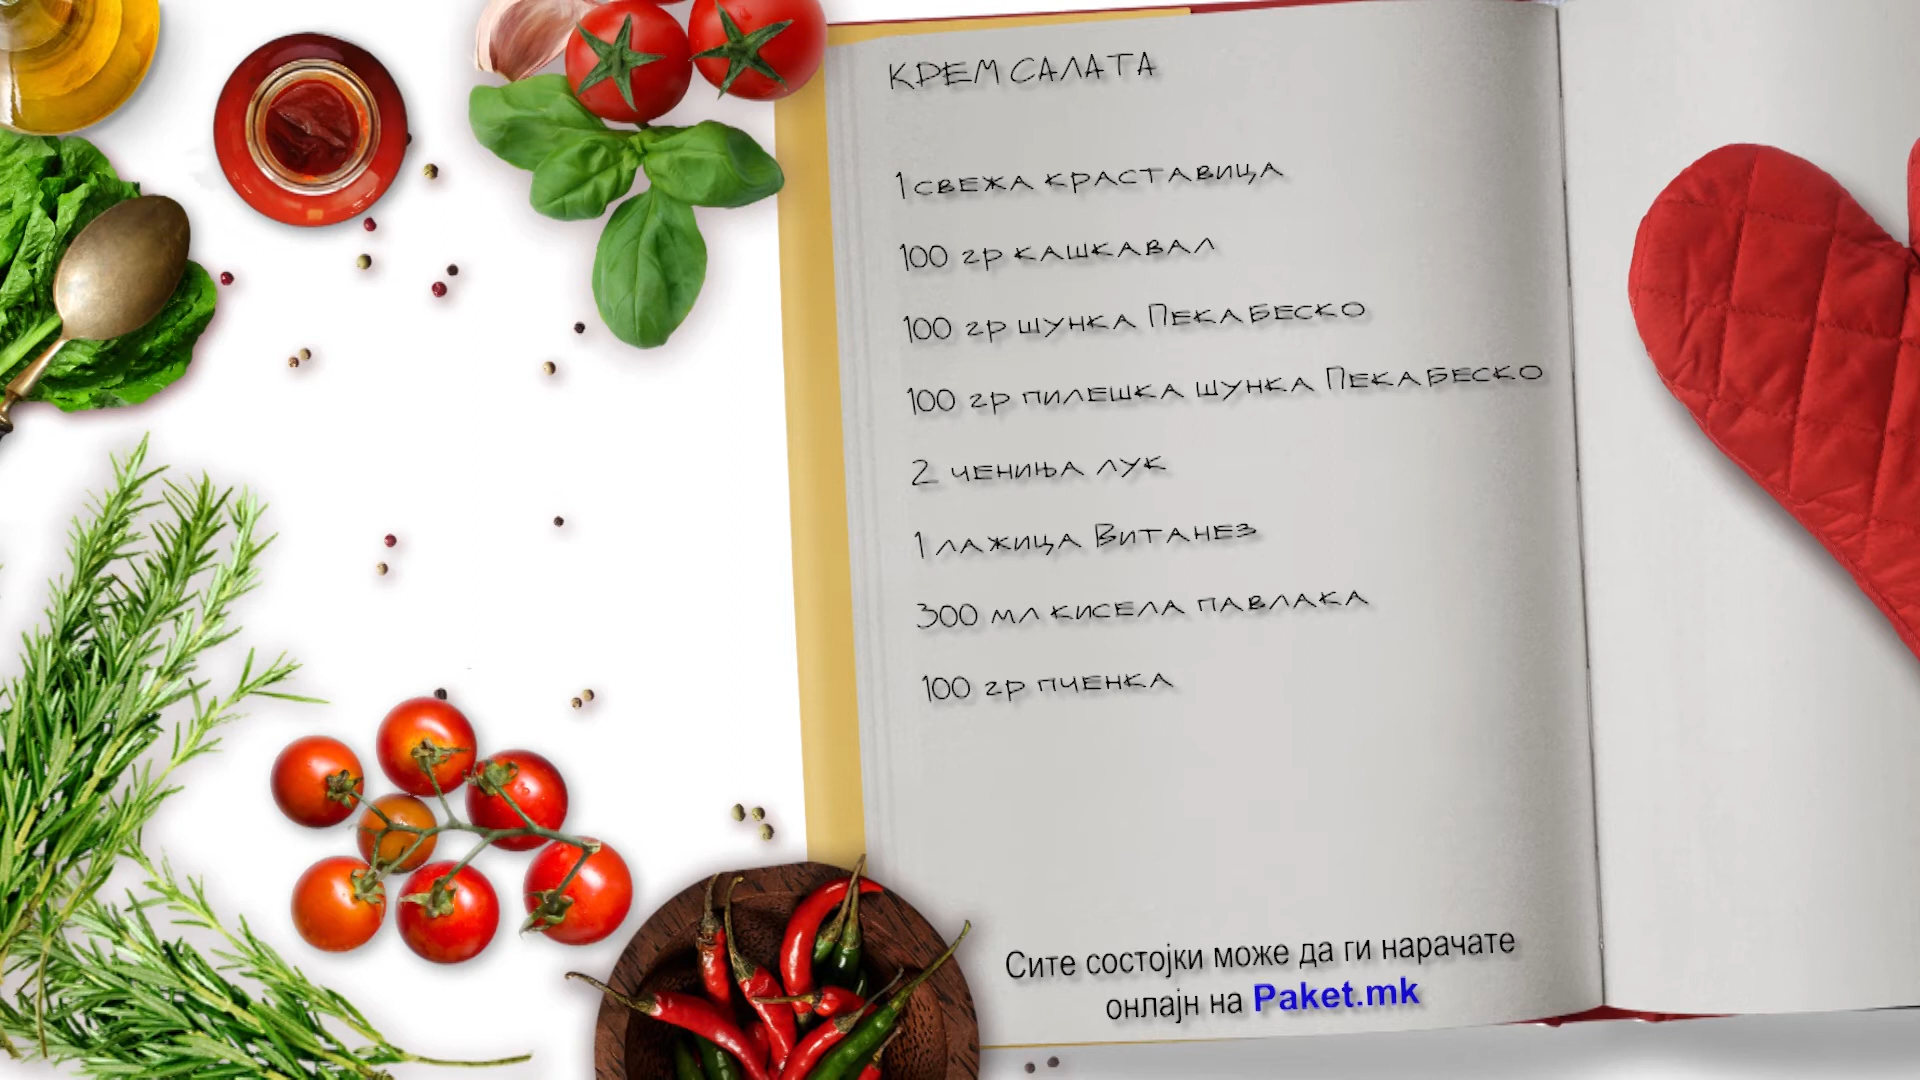 Крем салата
1 свежа краставица
100 гр кашкавал
100 гр шунка Пекабеско
100 гр пилешка шунка Пекабеско
2 чениња лук
1 лажица Витанез
300 мл кисела павлака
100 гр пченка
Сите состојки може да ги нарачате
онлајн на Paket.mk